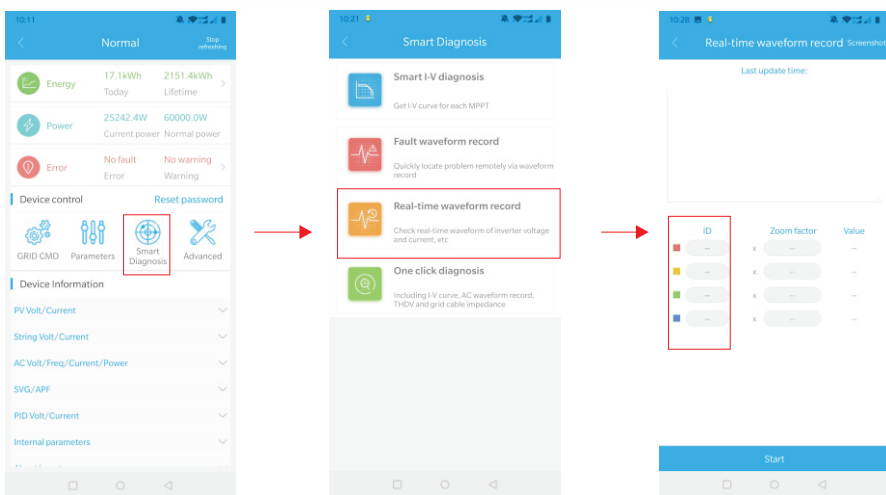 10:11
Normal
Stop
refreshing
Energy
17.1kWh
2151.4kWh
Today
Lifetime
Power
25242.4W
60000.0W
Current power
Normal power
Error
No fault
No warning
Error
Warning
Device control
Reset password
GRID CMD
Parameters
Smart
Diagnosis
Advanced
Device Information
PV Volt/Current
String Volt/Current
AC Volt/Freq/Current/Power
SVG/APF
PID Volt/Current
Internal parameters
10:21
Smart Diagnosis
Smart I-V diagnosis
Get I-V curve for each MPPT
Fault waveform record
Quickly locate problem remotely via waveform
record
Real-time waveform record
Check real-time waveform of inverter voltage
and current, etc
One click diagnosis
Including I-V curve, AC waveform record,
THDV and grid cable impedance
10:28
Real-time waveform record
Screenshot
Last update time:
ID
Zoom factor
Value
-- x -- --
-- x -- --
-- x -- --
-- x -- --
Start